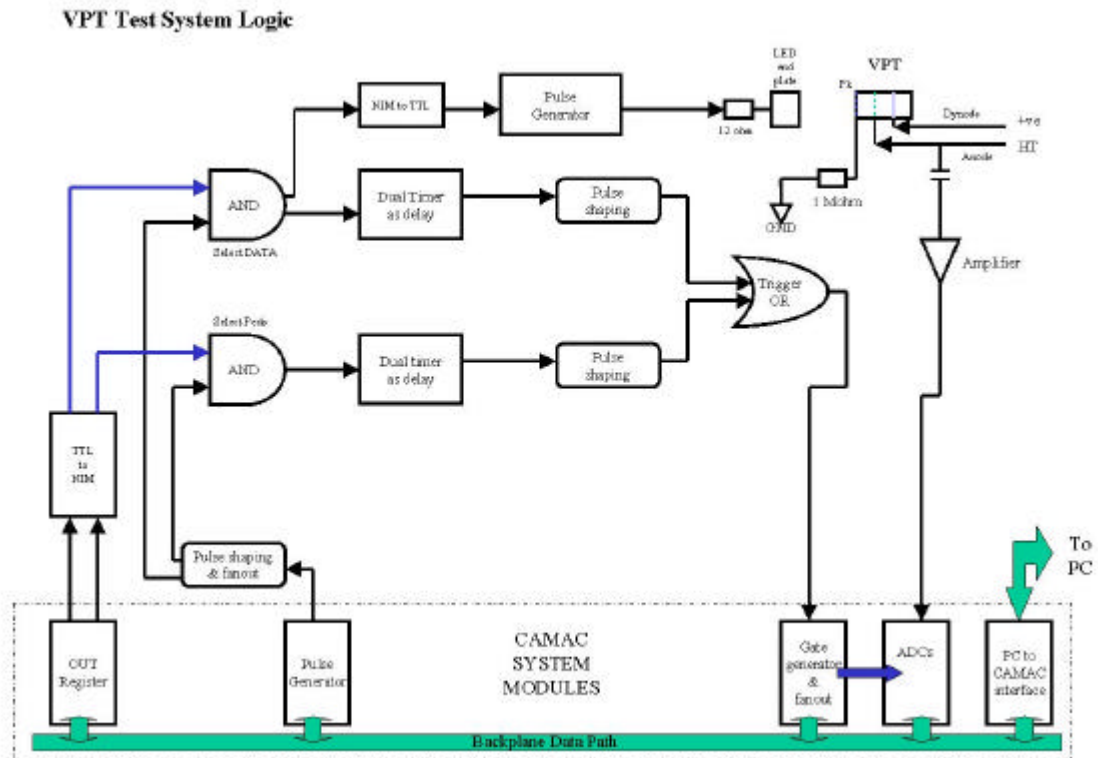 VPT Test System Logic
LED
end
plate
VPT
Pk
NIM to TTL
Pulse
Generator
12 ohm
Dynode
+ve
HT
Anode
AND
Select DATA
Dual Timer
as delay
Pulse
shaping
1 Mohm
GND
Trigger
OR
Amplifier
Select Peds
AND
Dual timer
as delay
Pulse
shaping
TTL
to
NIM
Pulse shaping
& fanout
To
PC
OUT
Register
Pulse
Generator
CAMAC
SYSTEM
MODULES
Gate
generator
&
fanout
ADCs
PC to
CAMAC
interface
Backplane Data Path